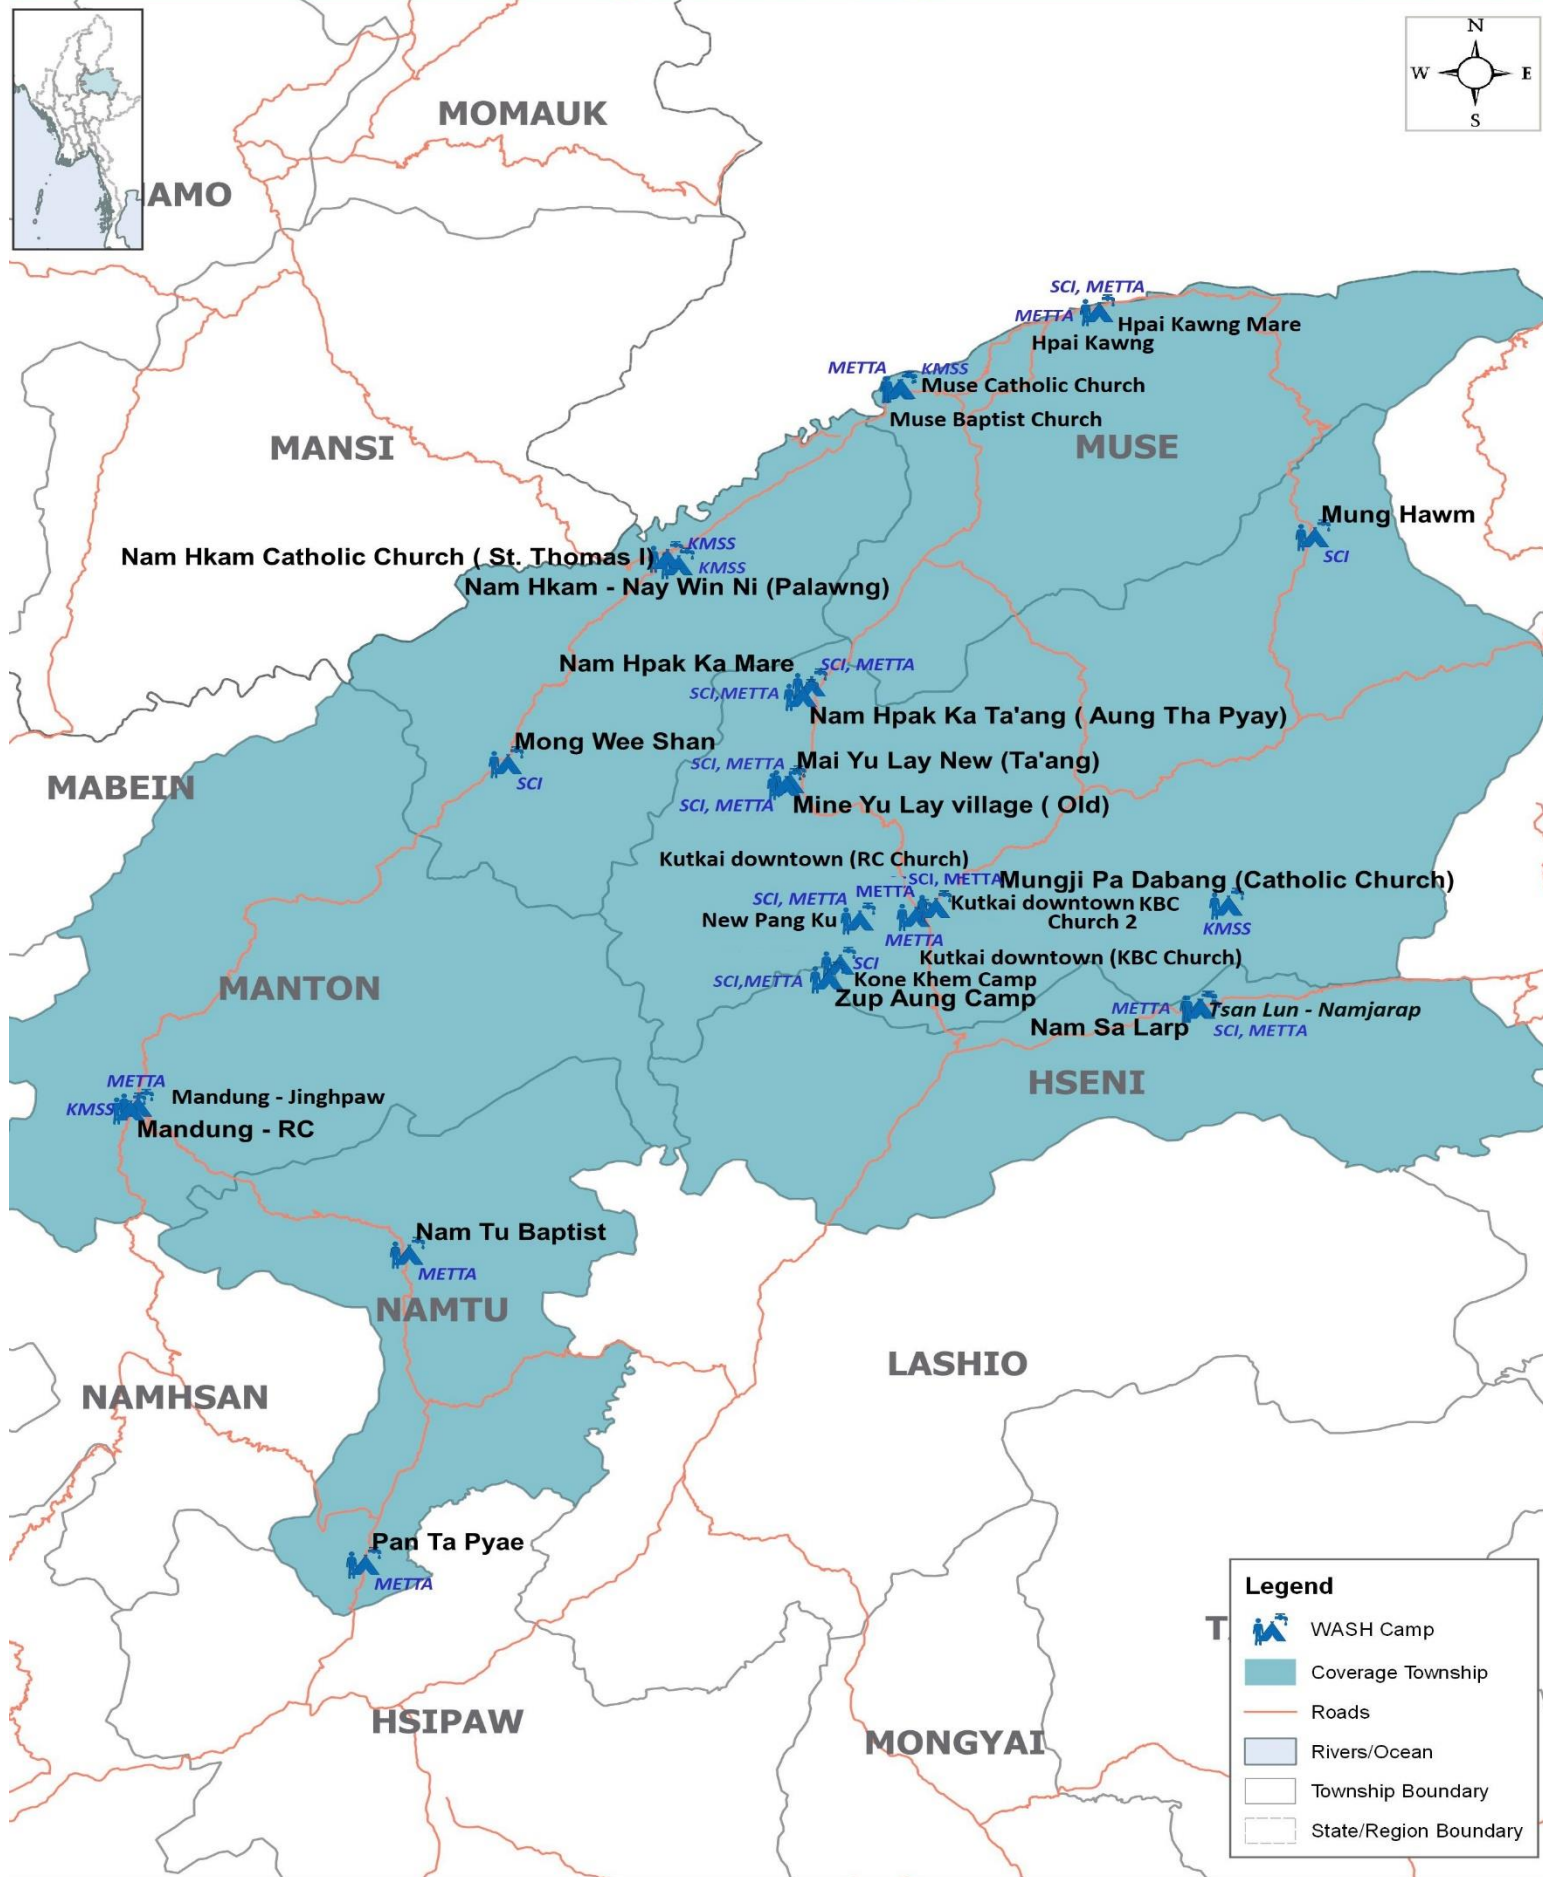 N
W E
S
MOMAUK
AMO
SCI, METTA
METTA
Hpai Kawng Mare
Hpai Kawng
METTA
KMSS
Muse Catholic Church
Muse Baptist Church
MANSI
MUSE
Mung Hawm
SCI
Nam Hkam Catholic Church ( St. Thomas I)
KMSS
KMSS
Nam Hkam - Nay Win Ni (Palawng)
Nam Hpak Ka Mare
SCI, METTA
SCI,METTA
Nam Hpak Ka Ta'ang ( Aung Tha Pyay)
Mong Wee Shan
SCI
SCI, METTA
Mai Yu Lay New (Ta'ang)
MABEIN
SCI, METTA
Mine Yu Lay village ( Old)
Kutkai downtown (RC Church)
SCI, METTA
Mungji Pa Dabang (Catholic Church)
SCI, METTA
METTA
New Pang Ku
Kutkai downtown KBC
Church 2
KMSS
METTA
Kutkai downtown (KBC Church)
SCI
SCI,METTA
Kone Khem Camp
Zup Aung Camp
MANTON
METTA
Tsan Lun - Namjarap
Nam Sa Larp
SCI, METTA
HSENI
METTA
Mandung - Jinghpaw
KMSS
Mandung - RC
Nam Tu Baptist
METTA
NAMTU
LASHIO
NAMHSAN
Pan Ta Pyae
METTA
HSIPAW
MONGYAI
T
Legend
WASH Camp
Coverage Township
Roads
Rivers/Ocean
Township Boundary
State/Region Boundary